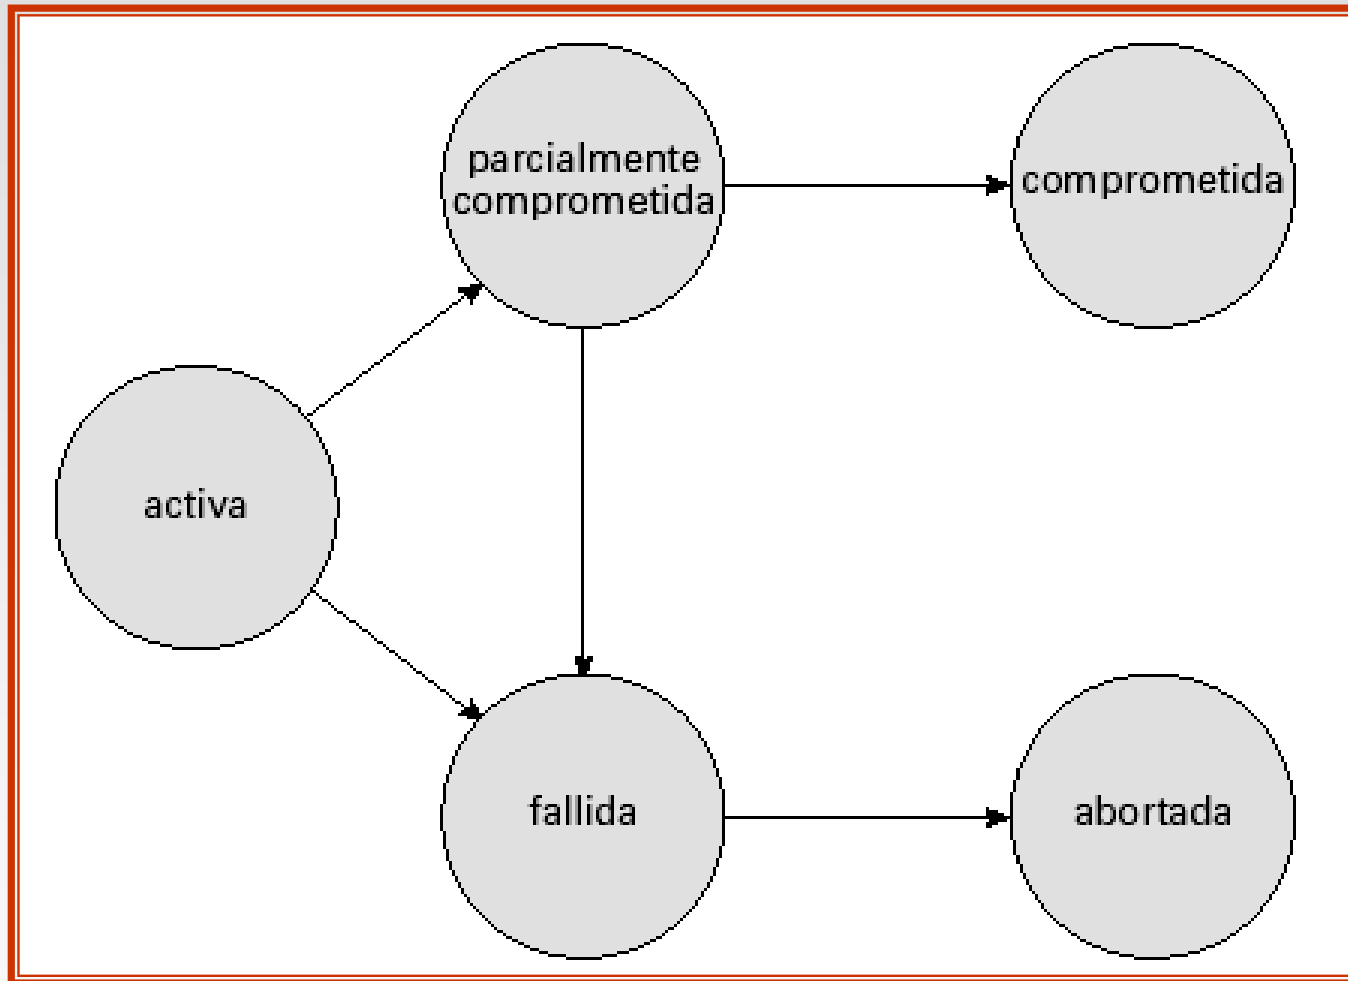 parcialmente
comprometida
comprometida
activa
fallida
abortada